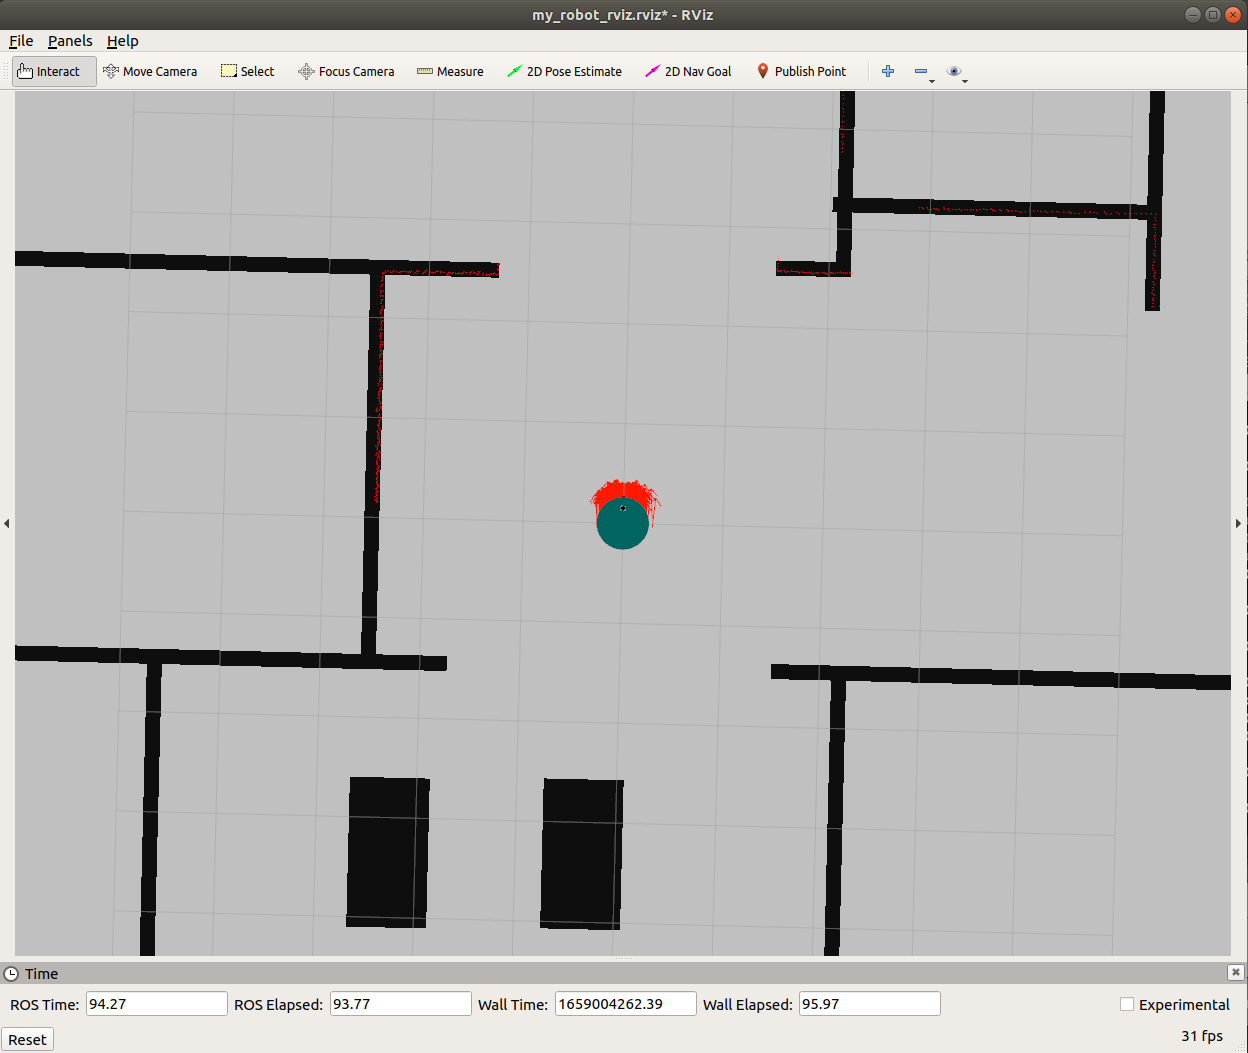 my_robot_rviz.rviz* - RViz
File Panels Help
Interact Move Camera Select Focus Camera Measure 2D Pose Estimate 2D Nav Goal Publish Point
Time
ROS Time: 94.27 ROS Elapsed: 93.77 Wall Time: 1659004262.39 Wall Elapsed: 95.97 Experimental
Reset 31 fps